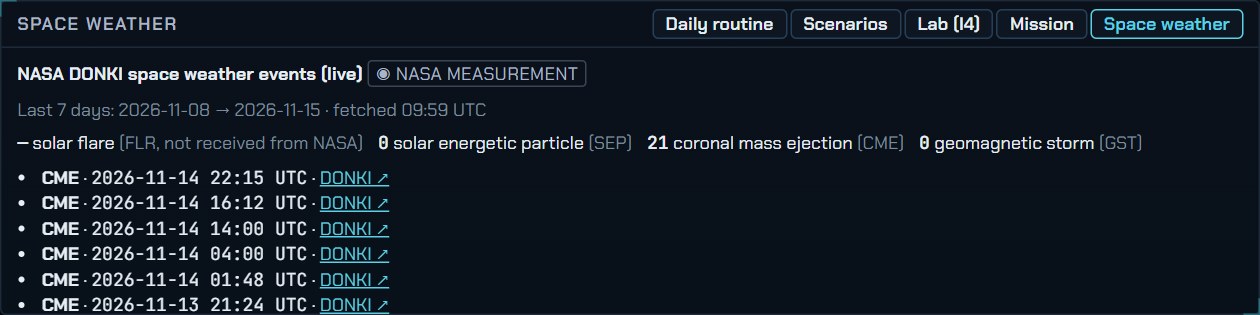 SPACE WEATHER Daily routine Scenarios Lab (I4) Mission Space weather
NASA DONKI space weather events (live) ◉ NASA MEASUREMENT
Last 7 days: 2026-11-08 → 2026-11-15 · fetched 09:59 UTC
— solar flare (FLR, not received from NASA) 0 solar energetic particle (SEP) 21 coronal mass ejection (CME) 0 geomagnetic storm (GST)
• CME · 2026-11-14 22:15 UTC · DONKI ↗
• CME · 2026-11-14 16:12 UTC · DONKI ↗
• CME · 2026-11-14 14:00 UTC · DONKI ↗
• CME · 2026-11-14 04:00 UTC · DONKI ↗
• CME · 2026-11-14 01:48 UTC · DONKI ↗
• CME · 2026-11-13 21:24 UTC · DONKI ↗